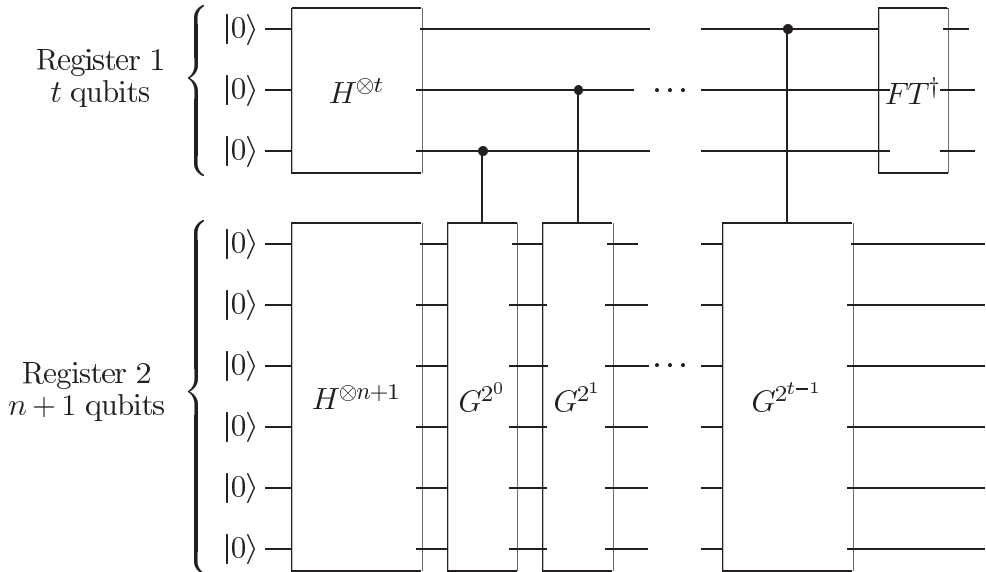 Register 1
t qubits
|0⟩
|0⟩
|0⟩
H^{⊗t}
· · ·
FT^†
Register 2
n + 1 qubits
|0⟩
|0⟩
|0⟩
|0⟩
|0⟩
|0⟩
H^{⊗n+1}
G^{2^0}
G^{2^1}
· · ·
G^{2^{t−1}}